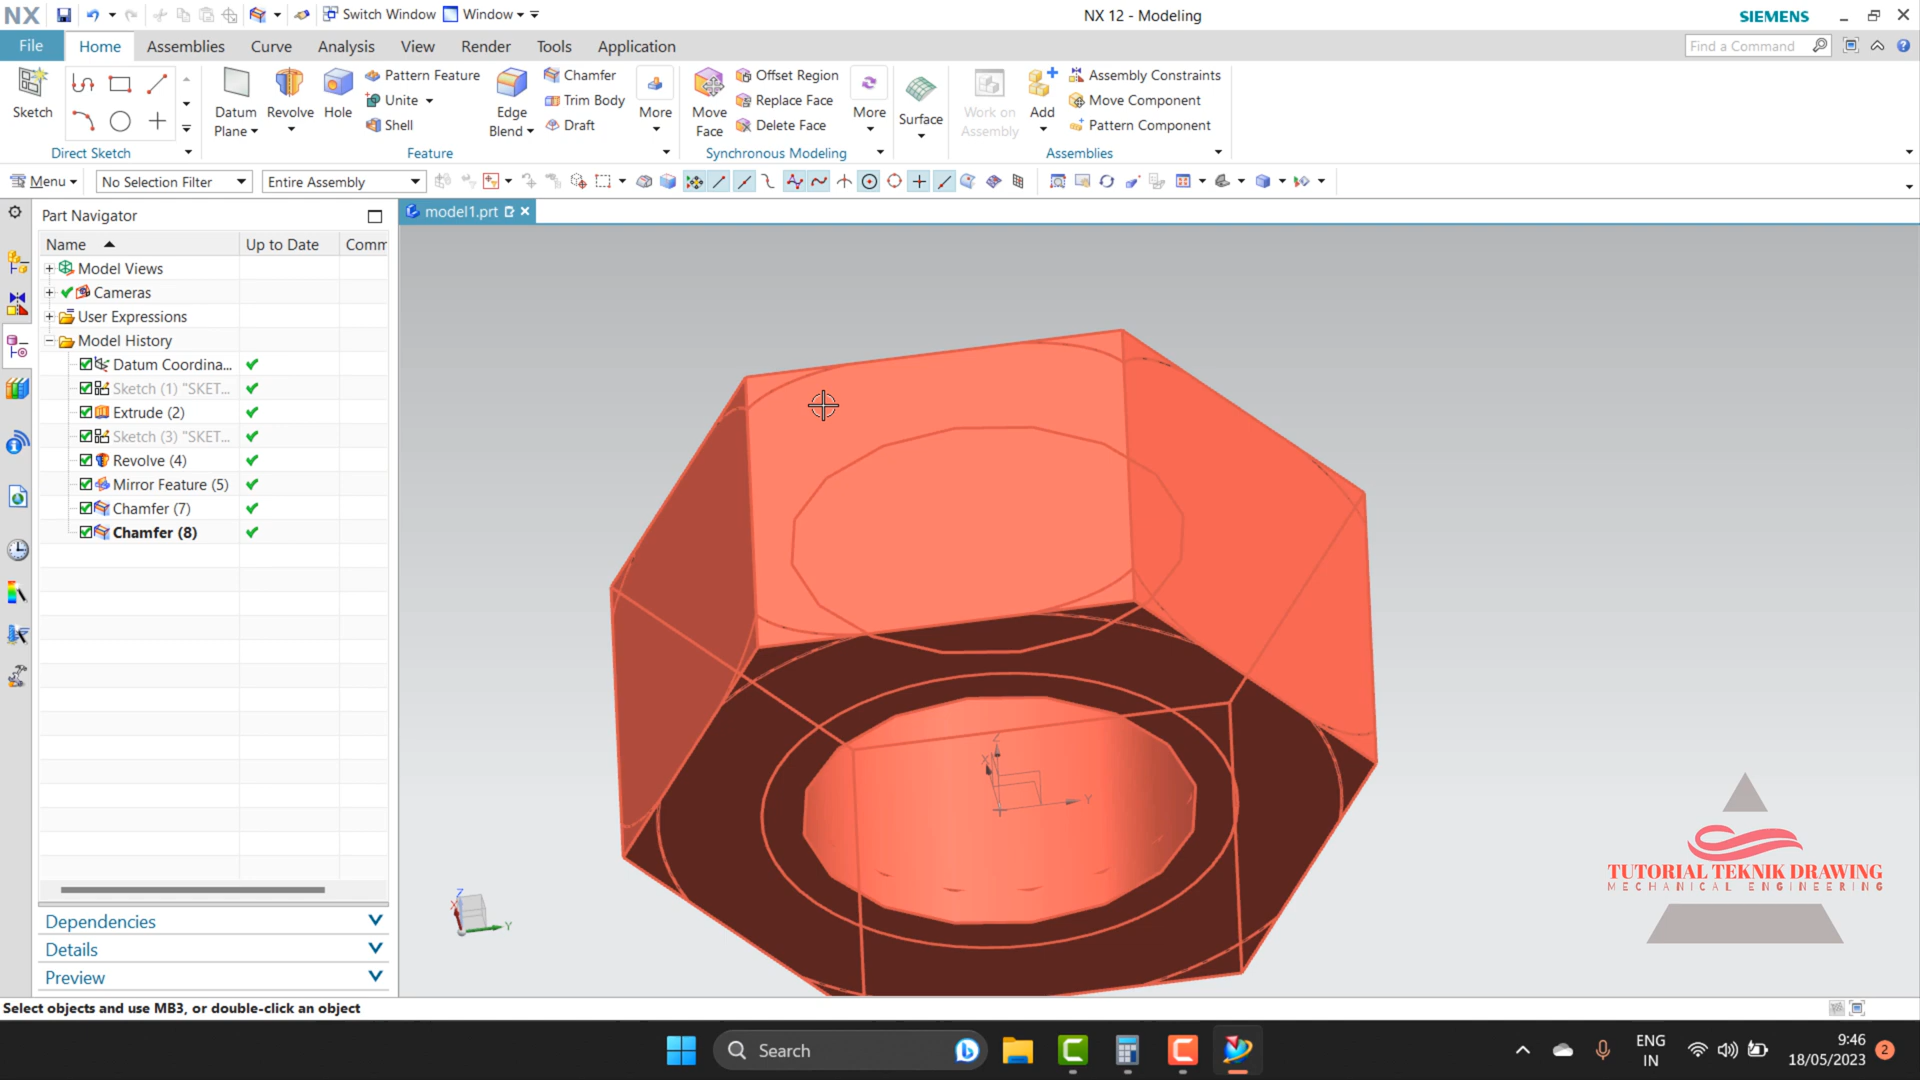 NX
Switch Window
Window
NX 12 - Modeling
SIEMENS
File
Home
Assemblies
Curve
Analysis
View
Render
Tools
Application
Find a Command
Sketch
Datum Plane
Revolve
Hole
Pattern Feature
Unite
Shell
Edge Blend
Chamfer
Trim Body
Draft
More
Move Face
Offset Region
Replace Face
Delete Face
More
Surface
Work on Assembly
Add
Assembly Constraints
Move Component
Pattern Component
Direct Sketch
Feature
Synchronous Modeling
Assemblies
Menu
No Selection Filter
Entire Assembly
Part Navigator
model1.prt
Name
Up to Date
Comm
Model Views
Cameras
User Expressions
Model History
Datum Coordina...
Sketch (1) "SKET...
Extrude (2)
Sketch (3) "SKET...
Revolve (4)
Mirror Feature (5)
Chamfer (7)
Chamfer (8)
Z
X
Y
Z
X
Y
TUTORIAL TEKNIK DRAWING
MECHANICAL ENGINEERING
Dependencies
Details
Preview
Select objects and use MB3, or double-click an object
Search
ENG
IN
9:46
18/05/2023
2